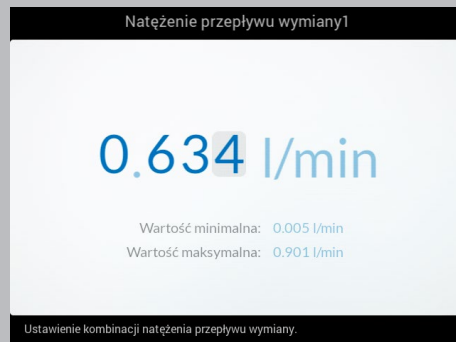 Natężenie przepływu wymiany1
0.634 l/min
Wartość minimalna: 0.005 l/min
Wartość maksymalna: 0.901 l/min
Ustawienie kombinacji natężenia przepływu wymiany.